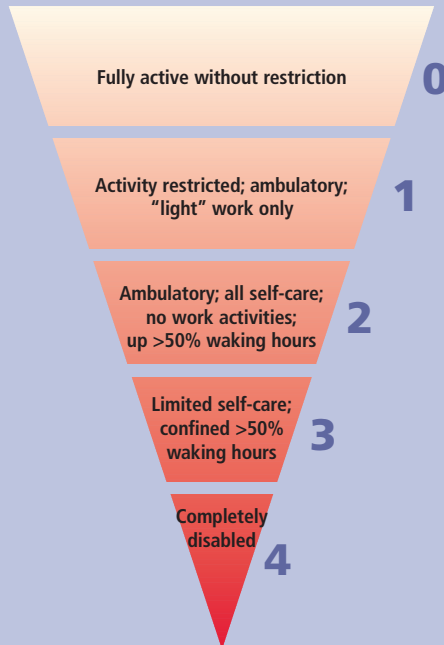 Fully active without restriction
0
Activity restricted; ambulatory;
“light” work only
1
Ambulatory; all self-care;
no work activities;
up >50% waking hours
2
Limited self-care;
confined >50%
waking hours
3
Completely
disabled
4